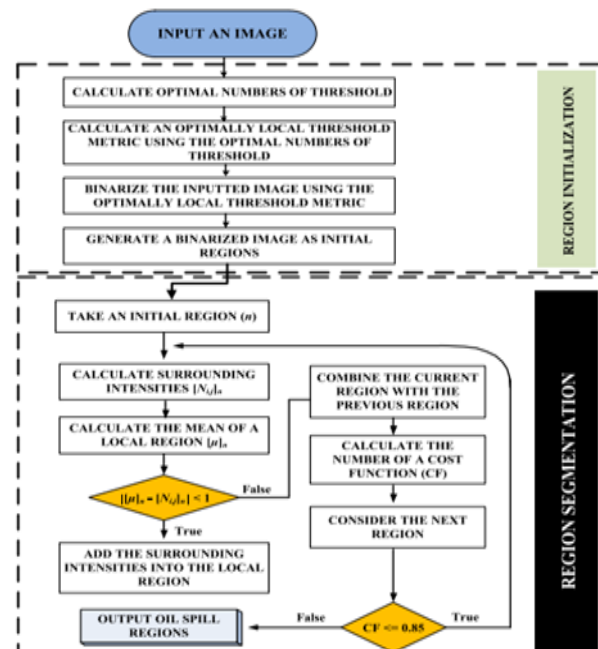 INPUT AN IMAGE
CALCULATE OPTIMAL NUMBERS OF THRESHOLD
CALCULATE AN OPTIMALLY LOCAL THRESHOLD
METRIC USING THE OPTIMAL NUMBERS OF
THRESHOLD
BINARIZE THE INPUTTED IMAGE USING THE
OPTIMALLY LOCAL THRESHOLD METRIC
GENERATE A BINARIZED IMAGE AS INITIAL
REGIONS
REGION INITIALIZATION
TAKE AN INITIAL REGION (n)
CALCULATE SURROUNDING
INTENSITIES [Nij]n
CALCULATE THE MEAN OF A
LOCAL REGION [μ]n
|[μ]n - [Nij]n| < 1
False
True
ADD THE SURROUNDING
INTENSITIES INTO THE LOCAL
REGION
COMBINE THE CURRENT
REGION WITH THE
PREVIOUS REGION
CALCULATE THE
NUMBER OF A COST
FUNCTION (CF)
CONSIDER THE NEXT
REGION
CF <= 0.85
True
False
OUTPUT OIL SPILL
REGIONS
REGION SEGMENTATION